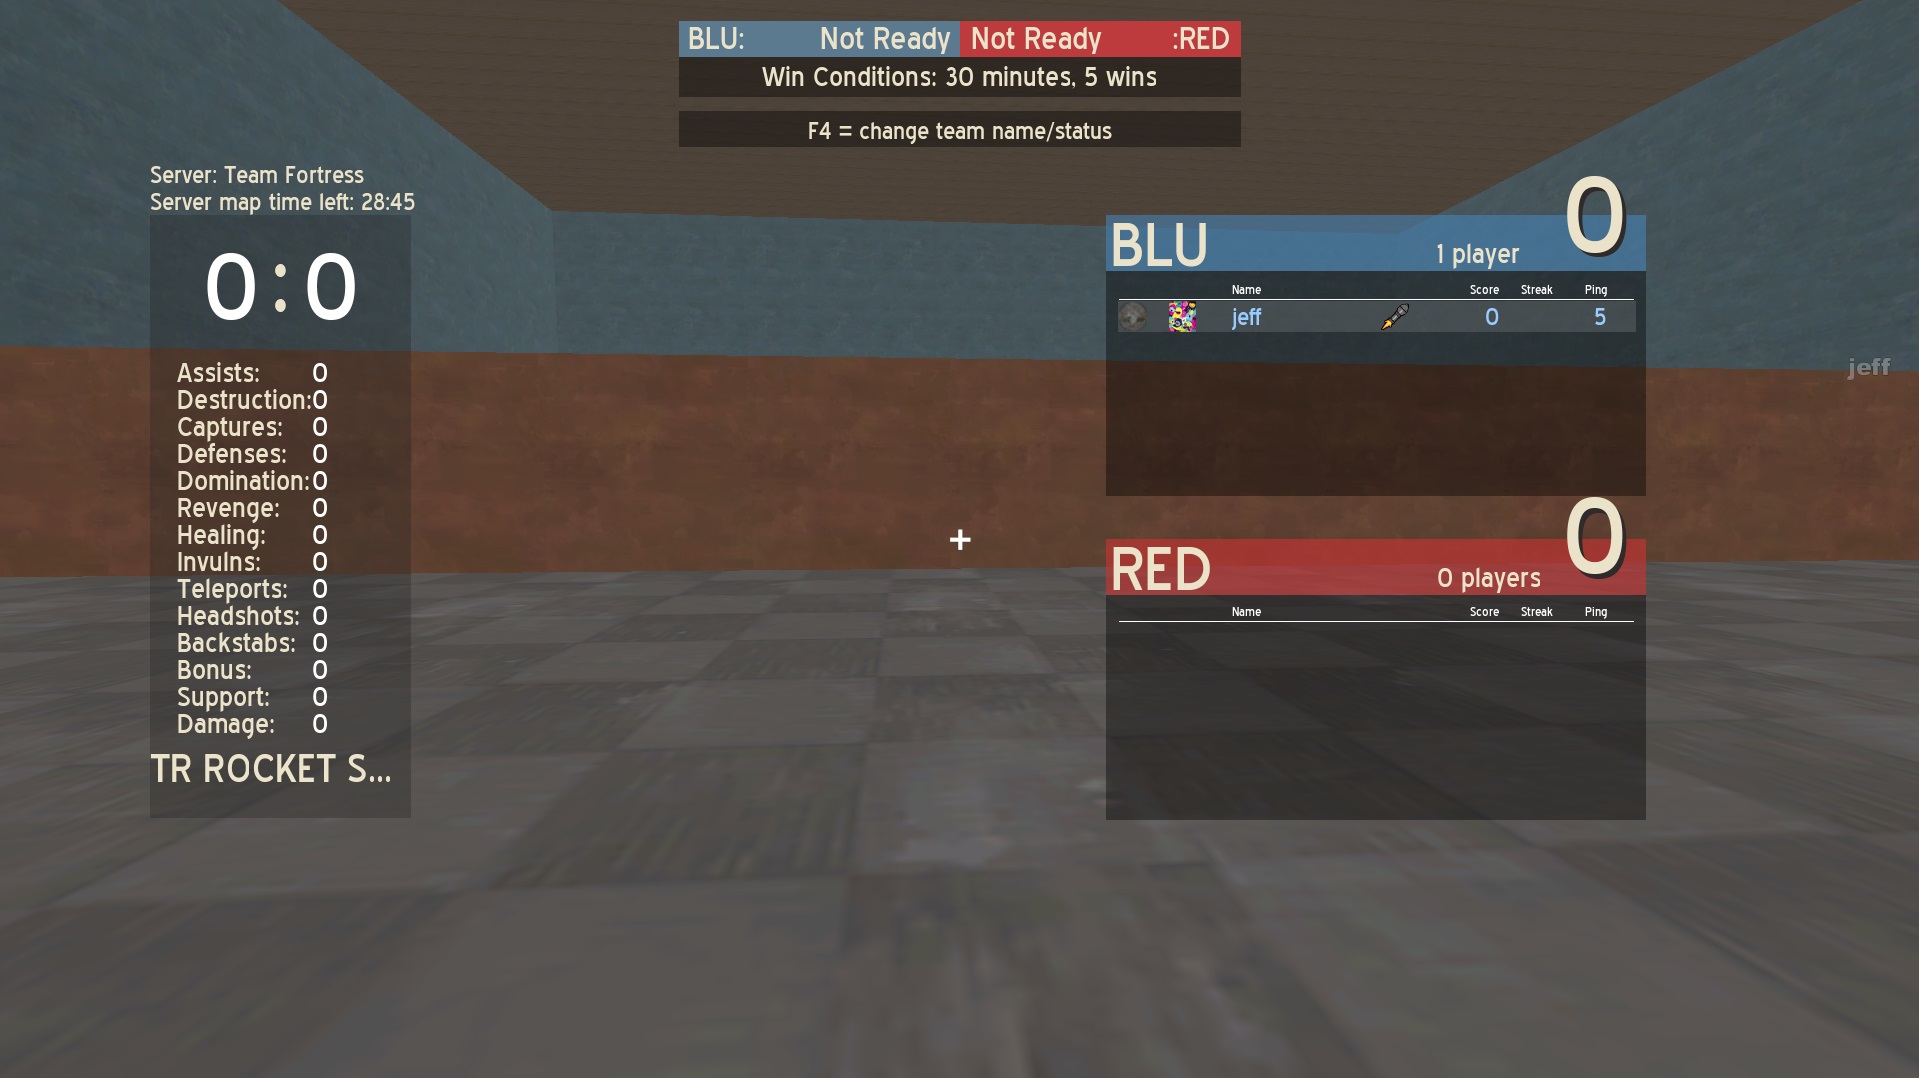 BLU: Not Ready Not Ready :RED
Win Conditions: 30 minutes, 5 wins
F4 = change team name/status
Server: Team Fortress
Server map time left: 28:45
0:0
Assists: 0
Destruction: 0
Captures: 0
Defenses: 0
Domination: 0
Revenge: 0
Healing: 0
Invulns: 0
Teleports: 0
Headshots: 0
Backstabs: 0
Bonus: 0
Support: 0
Damage: 0
TR ROCKET S...
BLU 1 player 0
Name Score Streak Ping
jeff 0 5
RED 0 players 0
Name Score Streak Ping
jeff